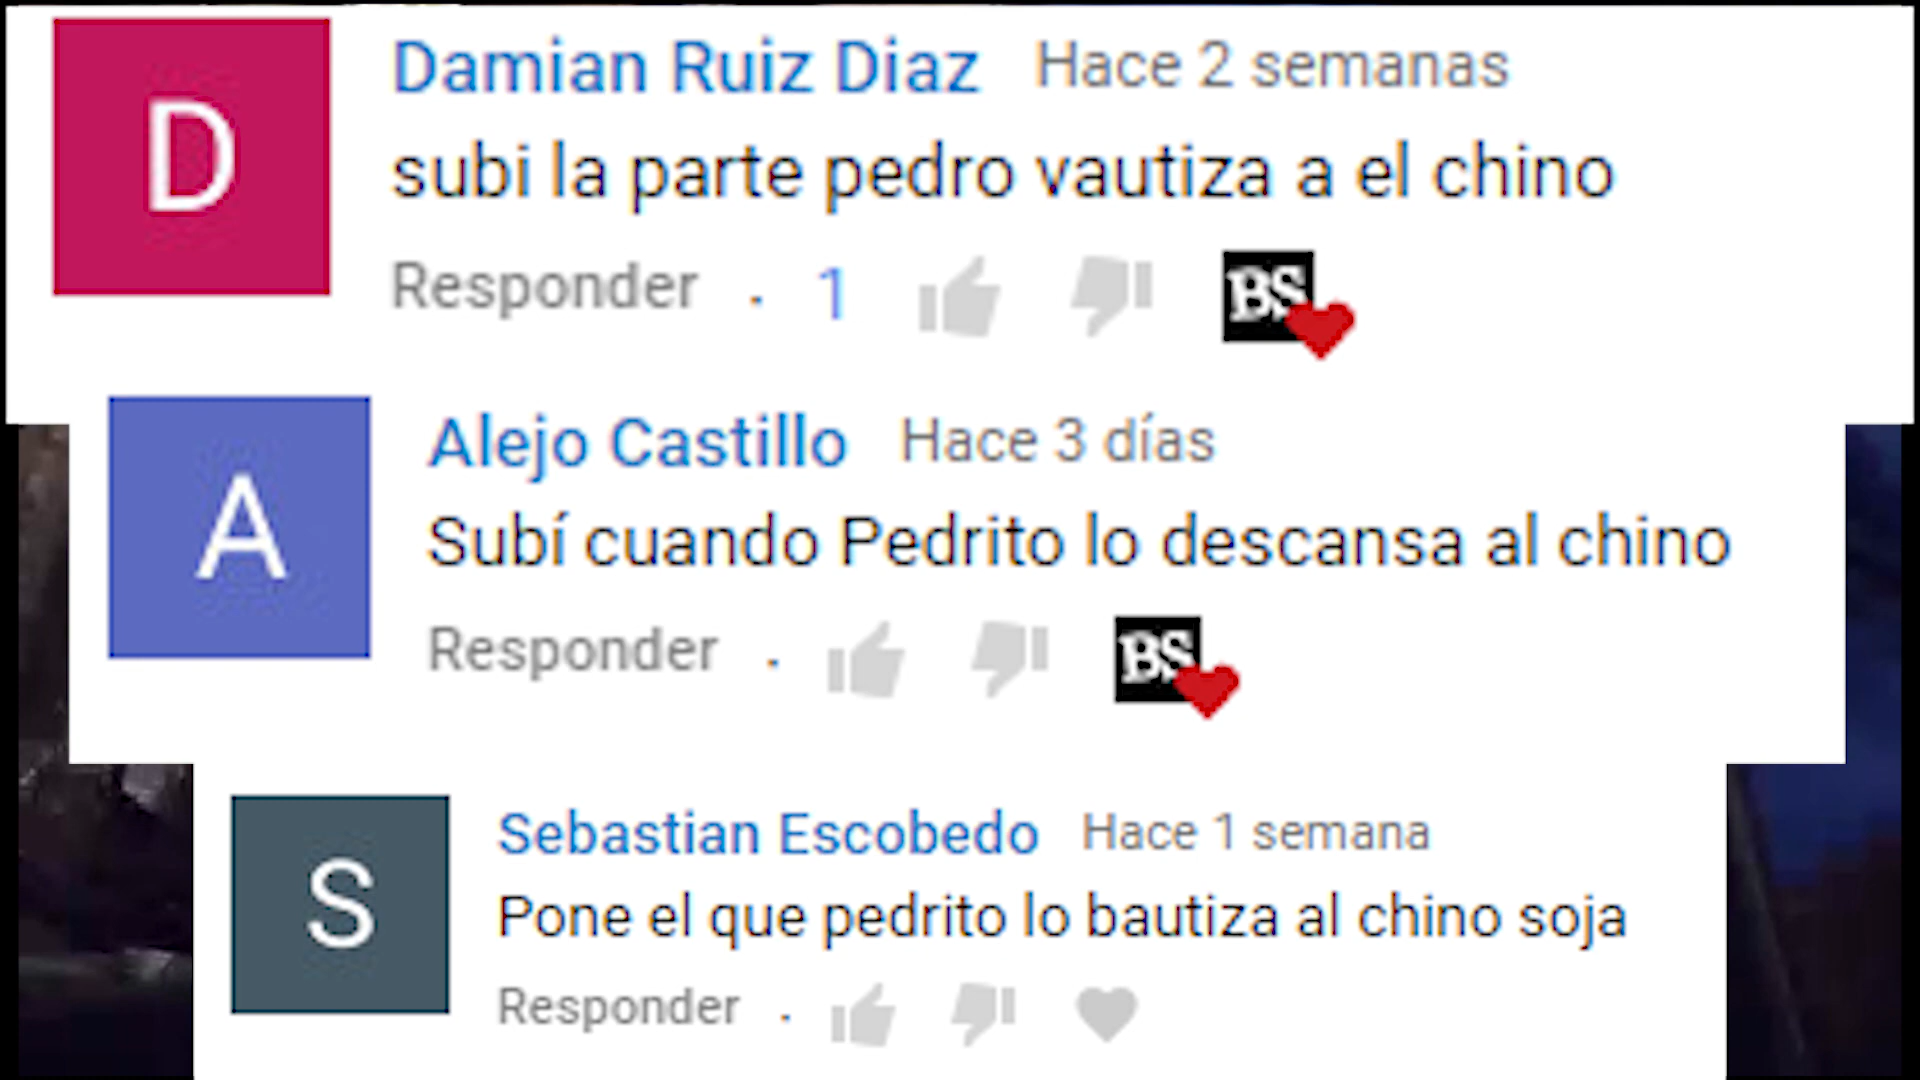 D
Damian Ruiz Diaz Hace 2 semanas
subi la parte pedro vautiza a el chino
Responder · 1 BS
A
Alejo Castillo Hace 3 días
Subí cuando Pedrito lo descansa al chino
Responder · BS
S
Sebastian Escobedo Hace 1 semana
Pone el que pedrito lo bautiza al chino soja
Responder ·